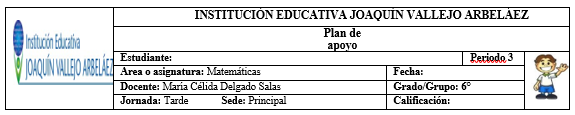 Institución Educativa
JOAQUÍN VALLEJO ARBELÁEZ
INSTITUCIÓN EDUCATIVA JOAQUÍN VALLEJO ARBELÁEZ
Plan de
apoyo
Estudiante: Periodo 3
Area o asignatura: Matemáticas Fecha:
Docente: María Célida Delgado Salas Grado/Grupo: 6°
Jornada: Tarde Sede: Principal Calificación: